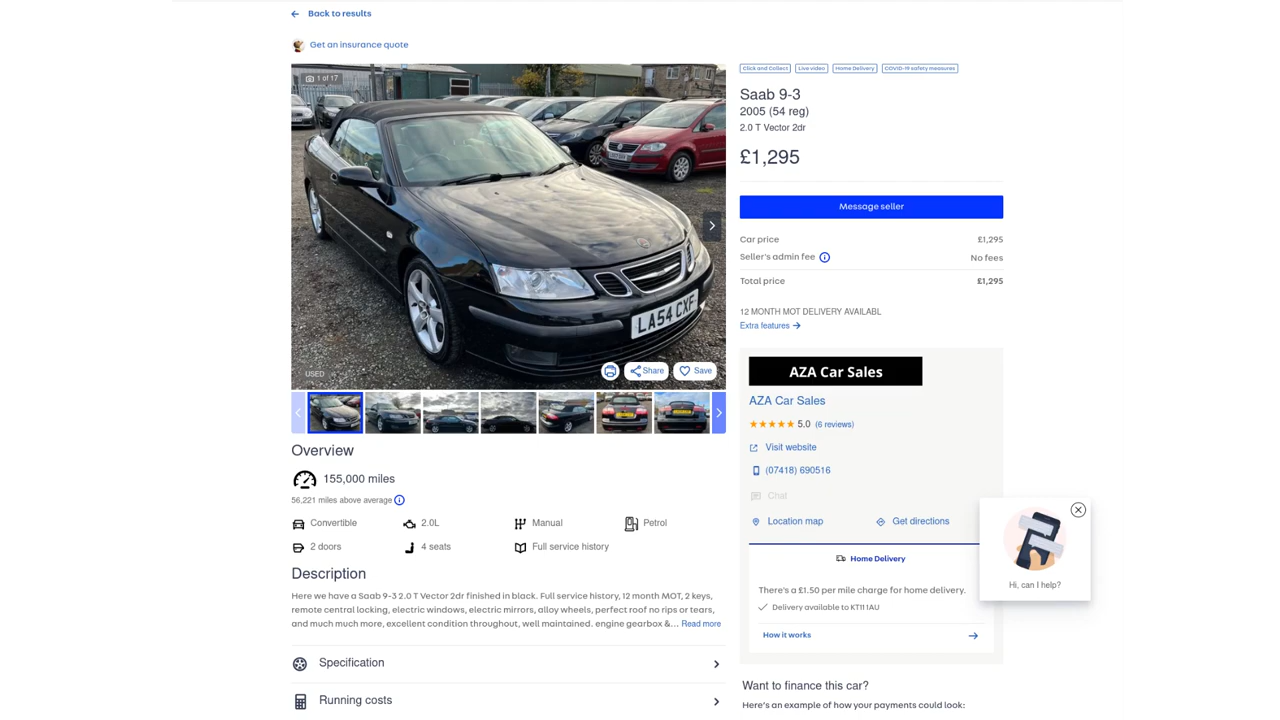 Back to results
Get an insurance quote
1 of 17
LA54 CXF
USED
Share
Save
Overview
155,000 miles
56,221 miles above average
Convertible
2.0L
Manual
Petrol
2 doors
4 seats
Full service history
Description
Here we have a Saab 9-3 2.0 T Vector 2dr finished in black. Full service history, 12 month MOT, 2 keys,
remote central locking, electric windows, electric mirrors, alloy wheels, perfect roof no rips or tears,
and much much more, excellent condition throughout, well maintained. engine gearbox &... Read more
Specification
Running costs
Click and Collect
Live video
Home Delivery
COVID-19 safety measures
Saab 9-3
2005 (54 reg)
2.0 T Vector 2dr
£1,295
Message seller
Car price £1,295
Seller's admin fee No fees
Total price £1,295
12 MONTH MOT DELIVERY AVAILABL
Extra features
AZA Car Sales
AZA Car Sales
5.0 (6 reviews)
Visit website
(07418) 690516
Chat
Location map
Get directions
Home Delivery
There's a £1.50 per mile charge for home delivery.
Delivery available to KT11 1AU
How it works
Hi, can I help?
Want to finance this car?
Here's an example of how your payments could look: